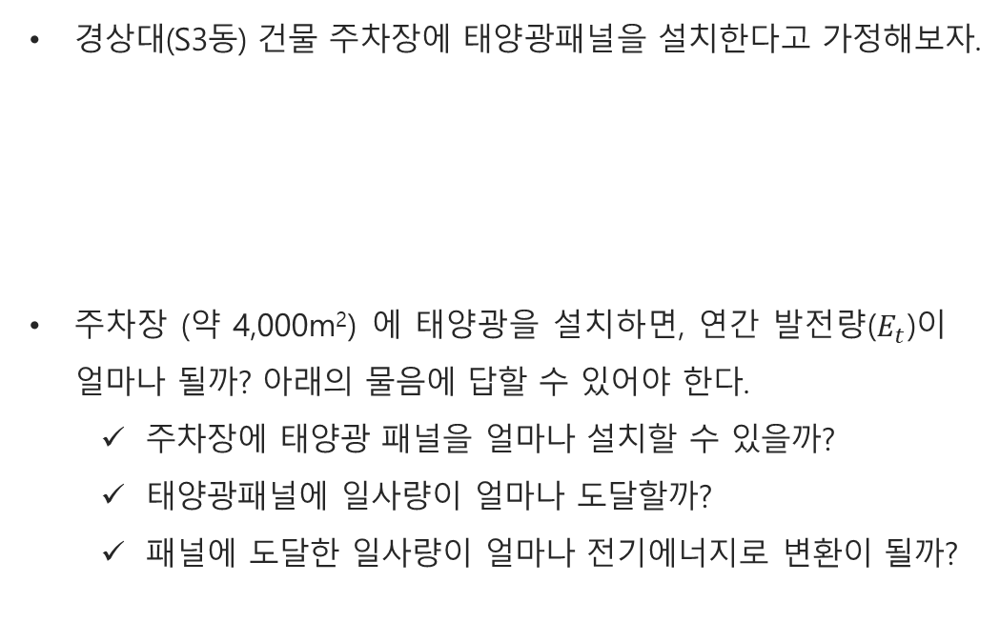 • 경상대(S3동) 건물 주차장에 태양광패널을 설치한다고 가정해보자.
• 주차장 (약 4,000m²) 에 태양광을 설치하면, 연간 발전량(𝐸ₜ)이
얼마나 될까? 아래의 물음에 답할 수 있어야 한다.
✓ 주차장에 태양광 패널을 얼마나 설치할 수 있을까?
✓ 태양광패널에 일사량이 얼마나 도달할까?
✓ 패널에 도달한 일사량이 얼마나 전기에너지로 변환이 될까?